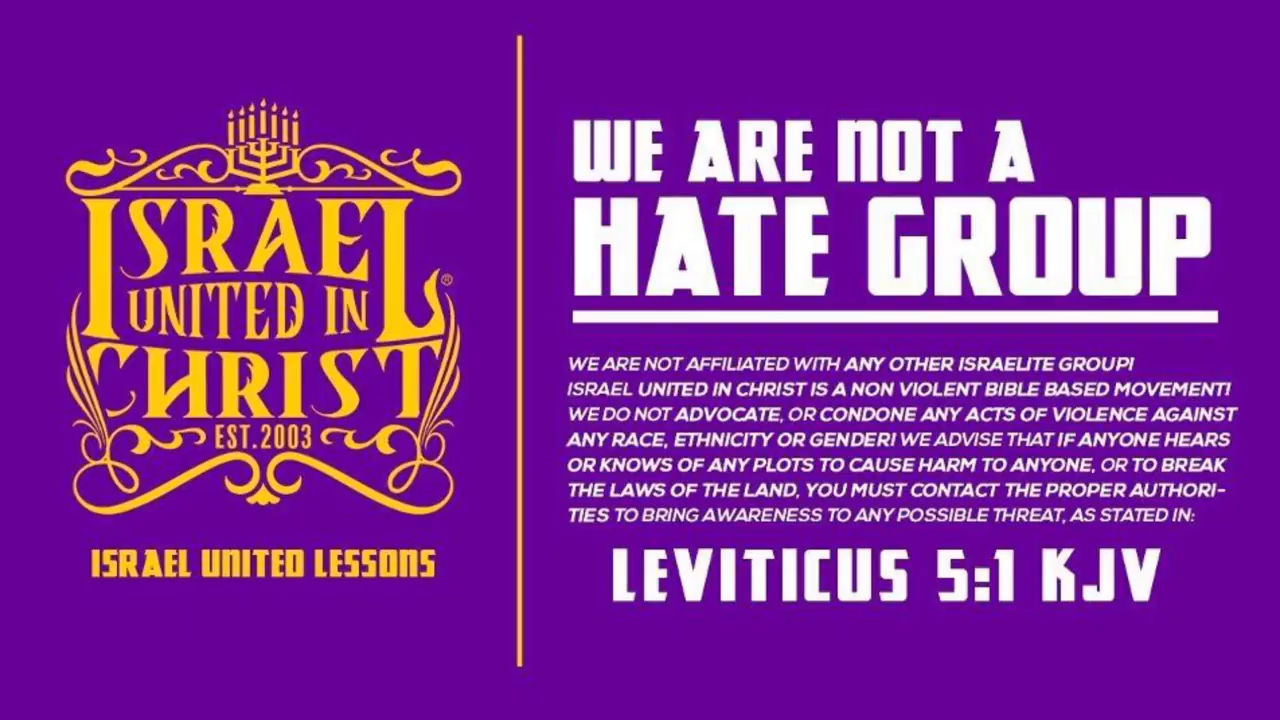 ISRAEL
UNITED IN
CHRIST
EST. 2003
®
ISRAEL UNITED LESSONS
WE ARE NOT A
HATE GROUP
WE ARE NOT AFFILIATED WITH ANY OTHER ISRAELITE GROUP!
ISRAEL UNITED IN CHRIST IS A NON VIOLENT BIBLE BASED MOVEMENT!
WE DO NOT ADVOCATE, OR CONDONE ANY ACTS OF VIOLENCE AGAINST
ANY RACE, ETHNICITY OR GENDER! WE ADVISE THAT IF ANYONE HEARS
OR KNOWS OF ANY PLOTS TO CAUSE HARM TO ANYONE, OR TO BREAK
THE LAWS OF THE LAND, YOU MUST CONTACT THE PROPER AUTHORI-
TIES TO BRING AWARENESS TO ANY POSSIBLE THREAT, AS STATED IN:
LEVITICUS 5:1 KJV